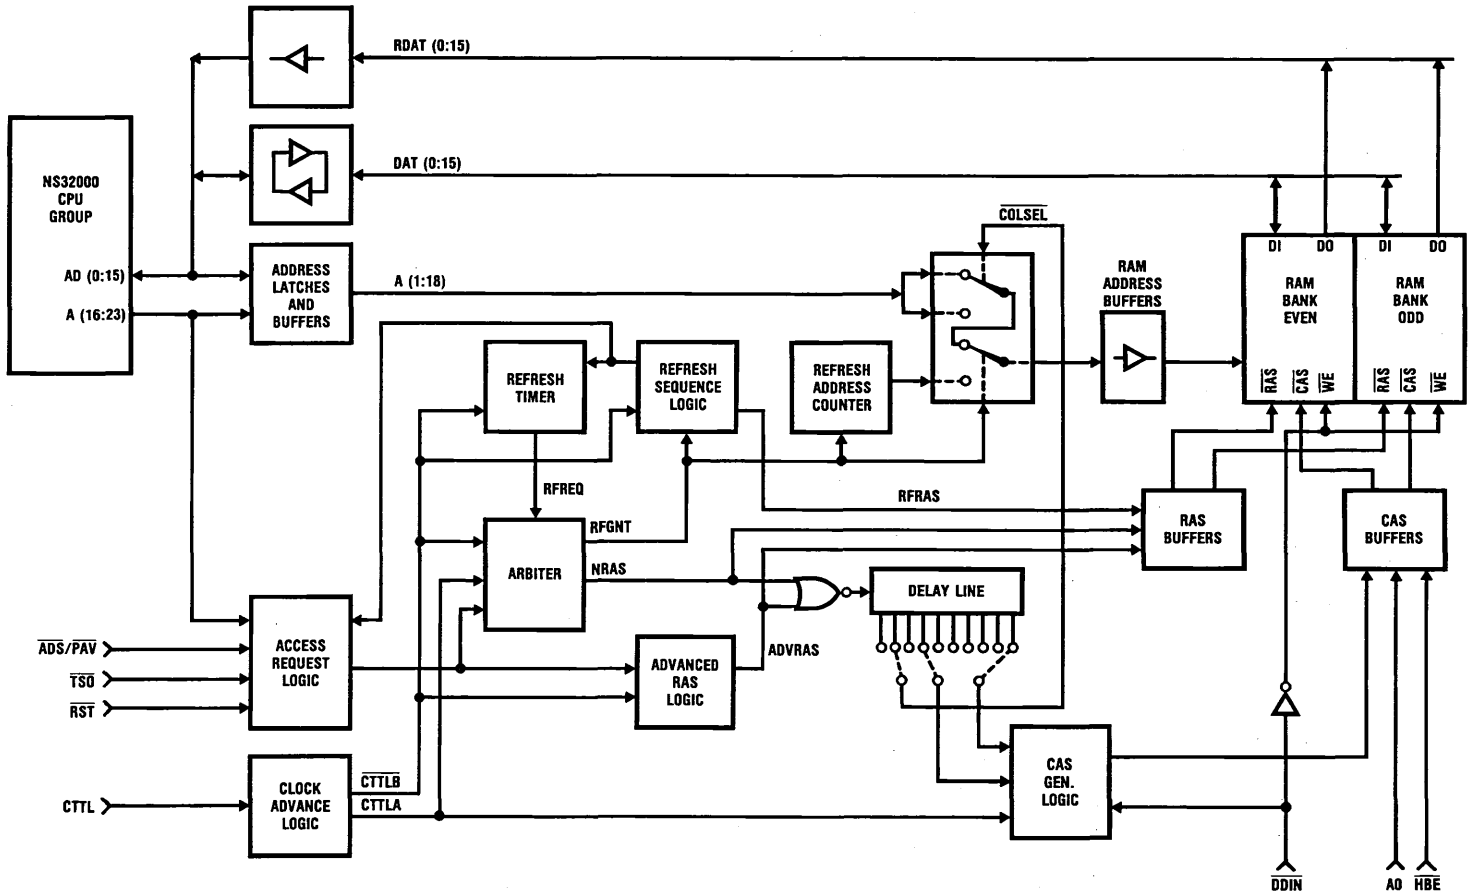 RDAT (0:15)
DAT (0:15)
NS32000
CPU
GROUP
AD (0:15)
A (16:23)
ADDRESS
LATCHES
AND
BUFFERS
A (1:18)
COLSEL
RAM
ADDRESS
BUFFERS
DI
DO
DI
DO
RAM
BANK
EVEN
RAM
BANK
ODD
RAS
CAS
WE
RAS
CAS
WE
REFRESH
TIMER
REFRESH
SEQUENCE
LOGIC
REFRESH
ADDRESS
COUNTER
RFREQ
RFGNT
RFRAS
ARBITER
NRAS
RAS
BUFFERS
CAS
BUFFERS
DELAY LINE
ADS/PAV
TSO
RST
ACCESS
REQUEST
LOGIC
ADVANCED
RAS
LOGIC
ADVRAS
CTTL
CLOCK
ADVANCE
LOGIC
CTTLB
CTTLA
CAS
GEN.
LOGIC
DDIN
A0
HBE